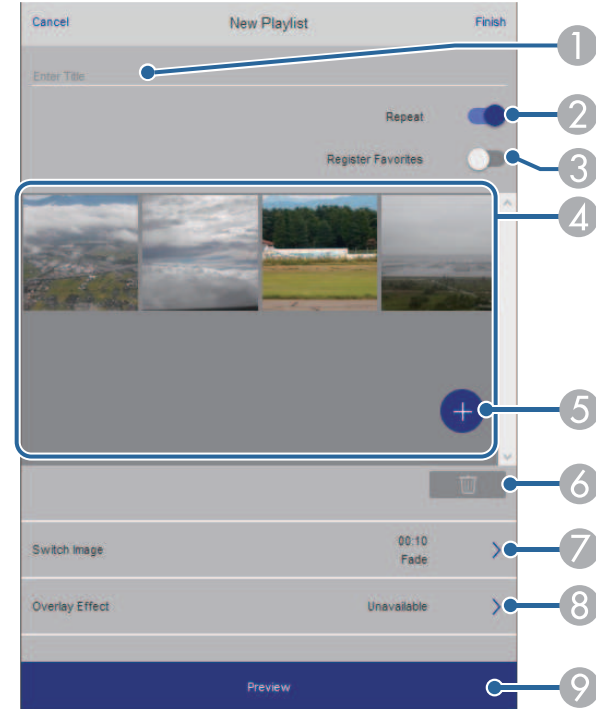 Cancel New Playlist Finish
1
Enter Title
Repeat 2
Register Favorites 3
4
5
6
Switch Image 00:10 7
Fade
Overlay Effect Unavailable 8
Preview 9